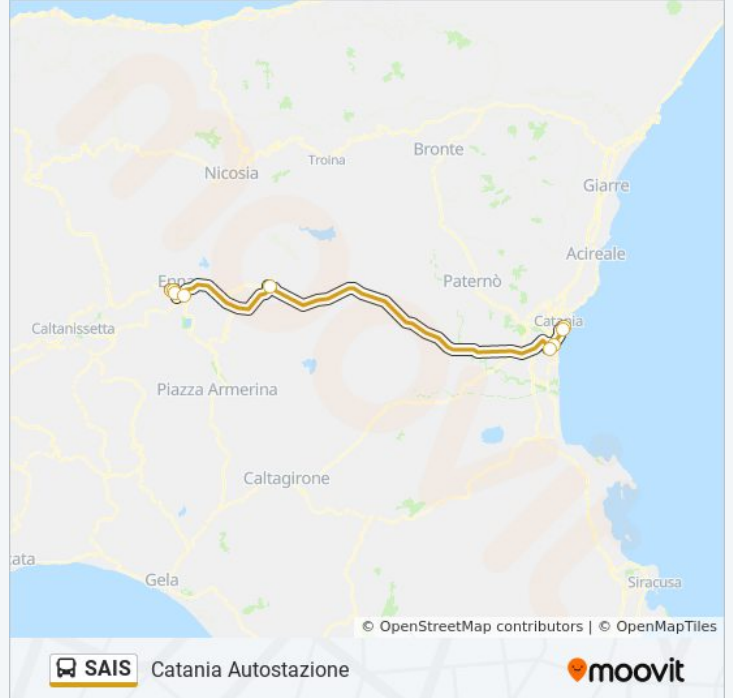 Bronte
Troina
Nicosia
Giarre
Acireale
Enna
Paternò
Catania
Caltanissetta
Piazza Armerina
Caltagirone
ata
Gela
Siracusa
© OpenStreetMap contributors | © OpenMapTiles
SAIS Catania Autostazione
moovit